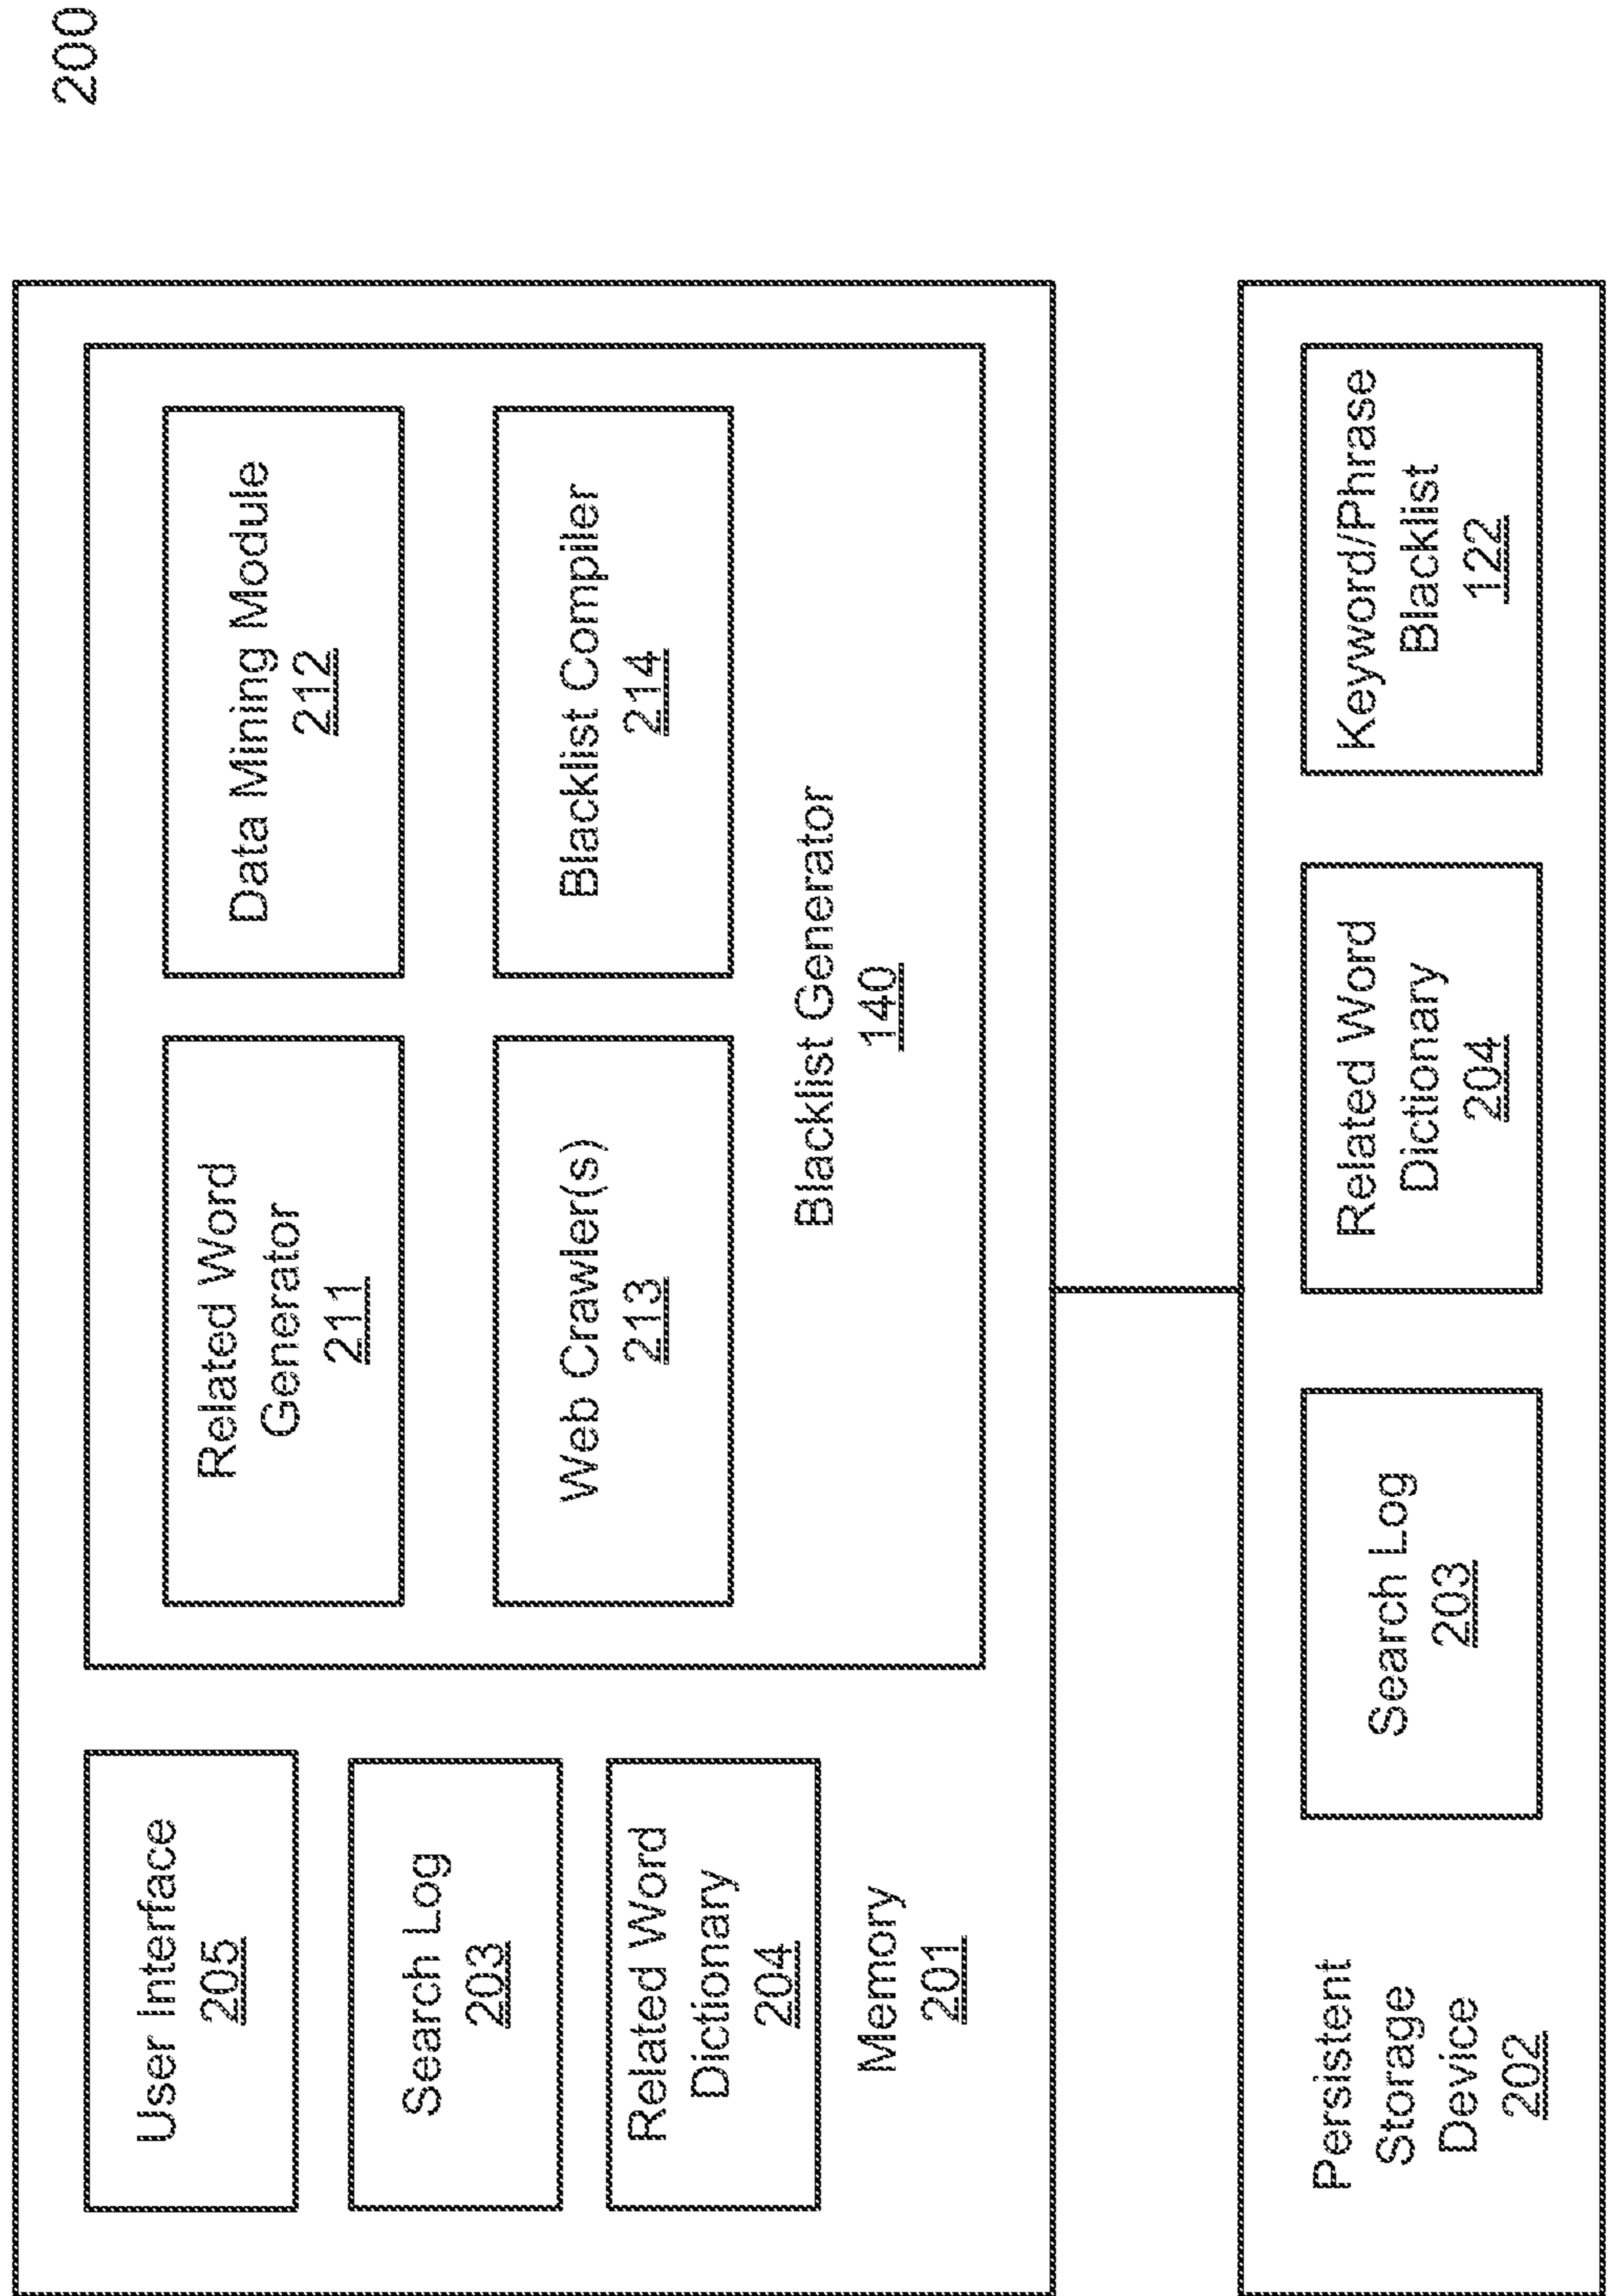 200
User Interface
205
Search Log
203
Related Word
Dictionary
204
Memory
201
Related Word
Generator
211
Data Mining Module
212
Web Crawler(s)
213
Blacklist Compiler
214
Blacklist Generator
140
Persistent
Storage
Device
202
Search Log
203
Related Word
Dictionary
204
Keyword/Phrase
Blacklist
122